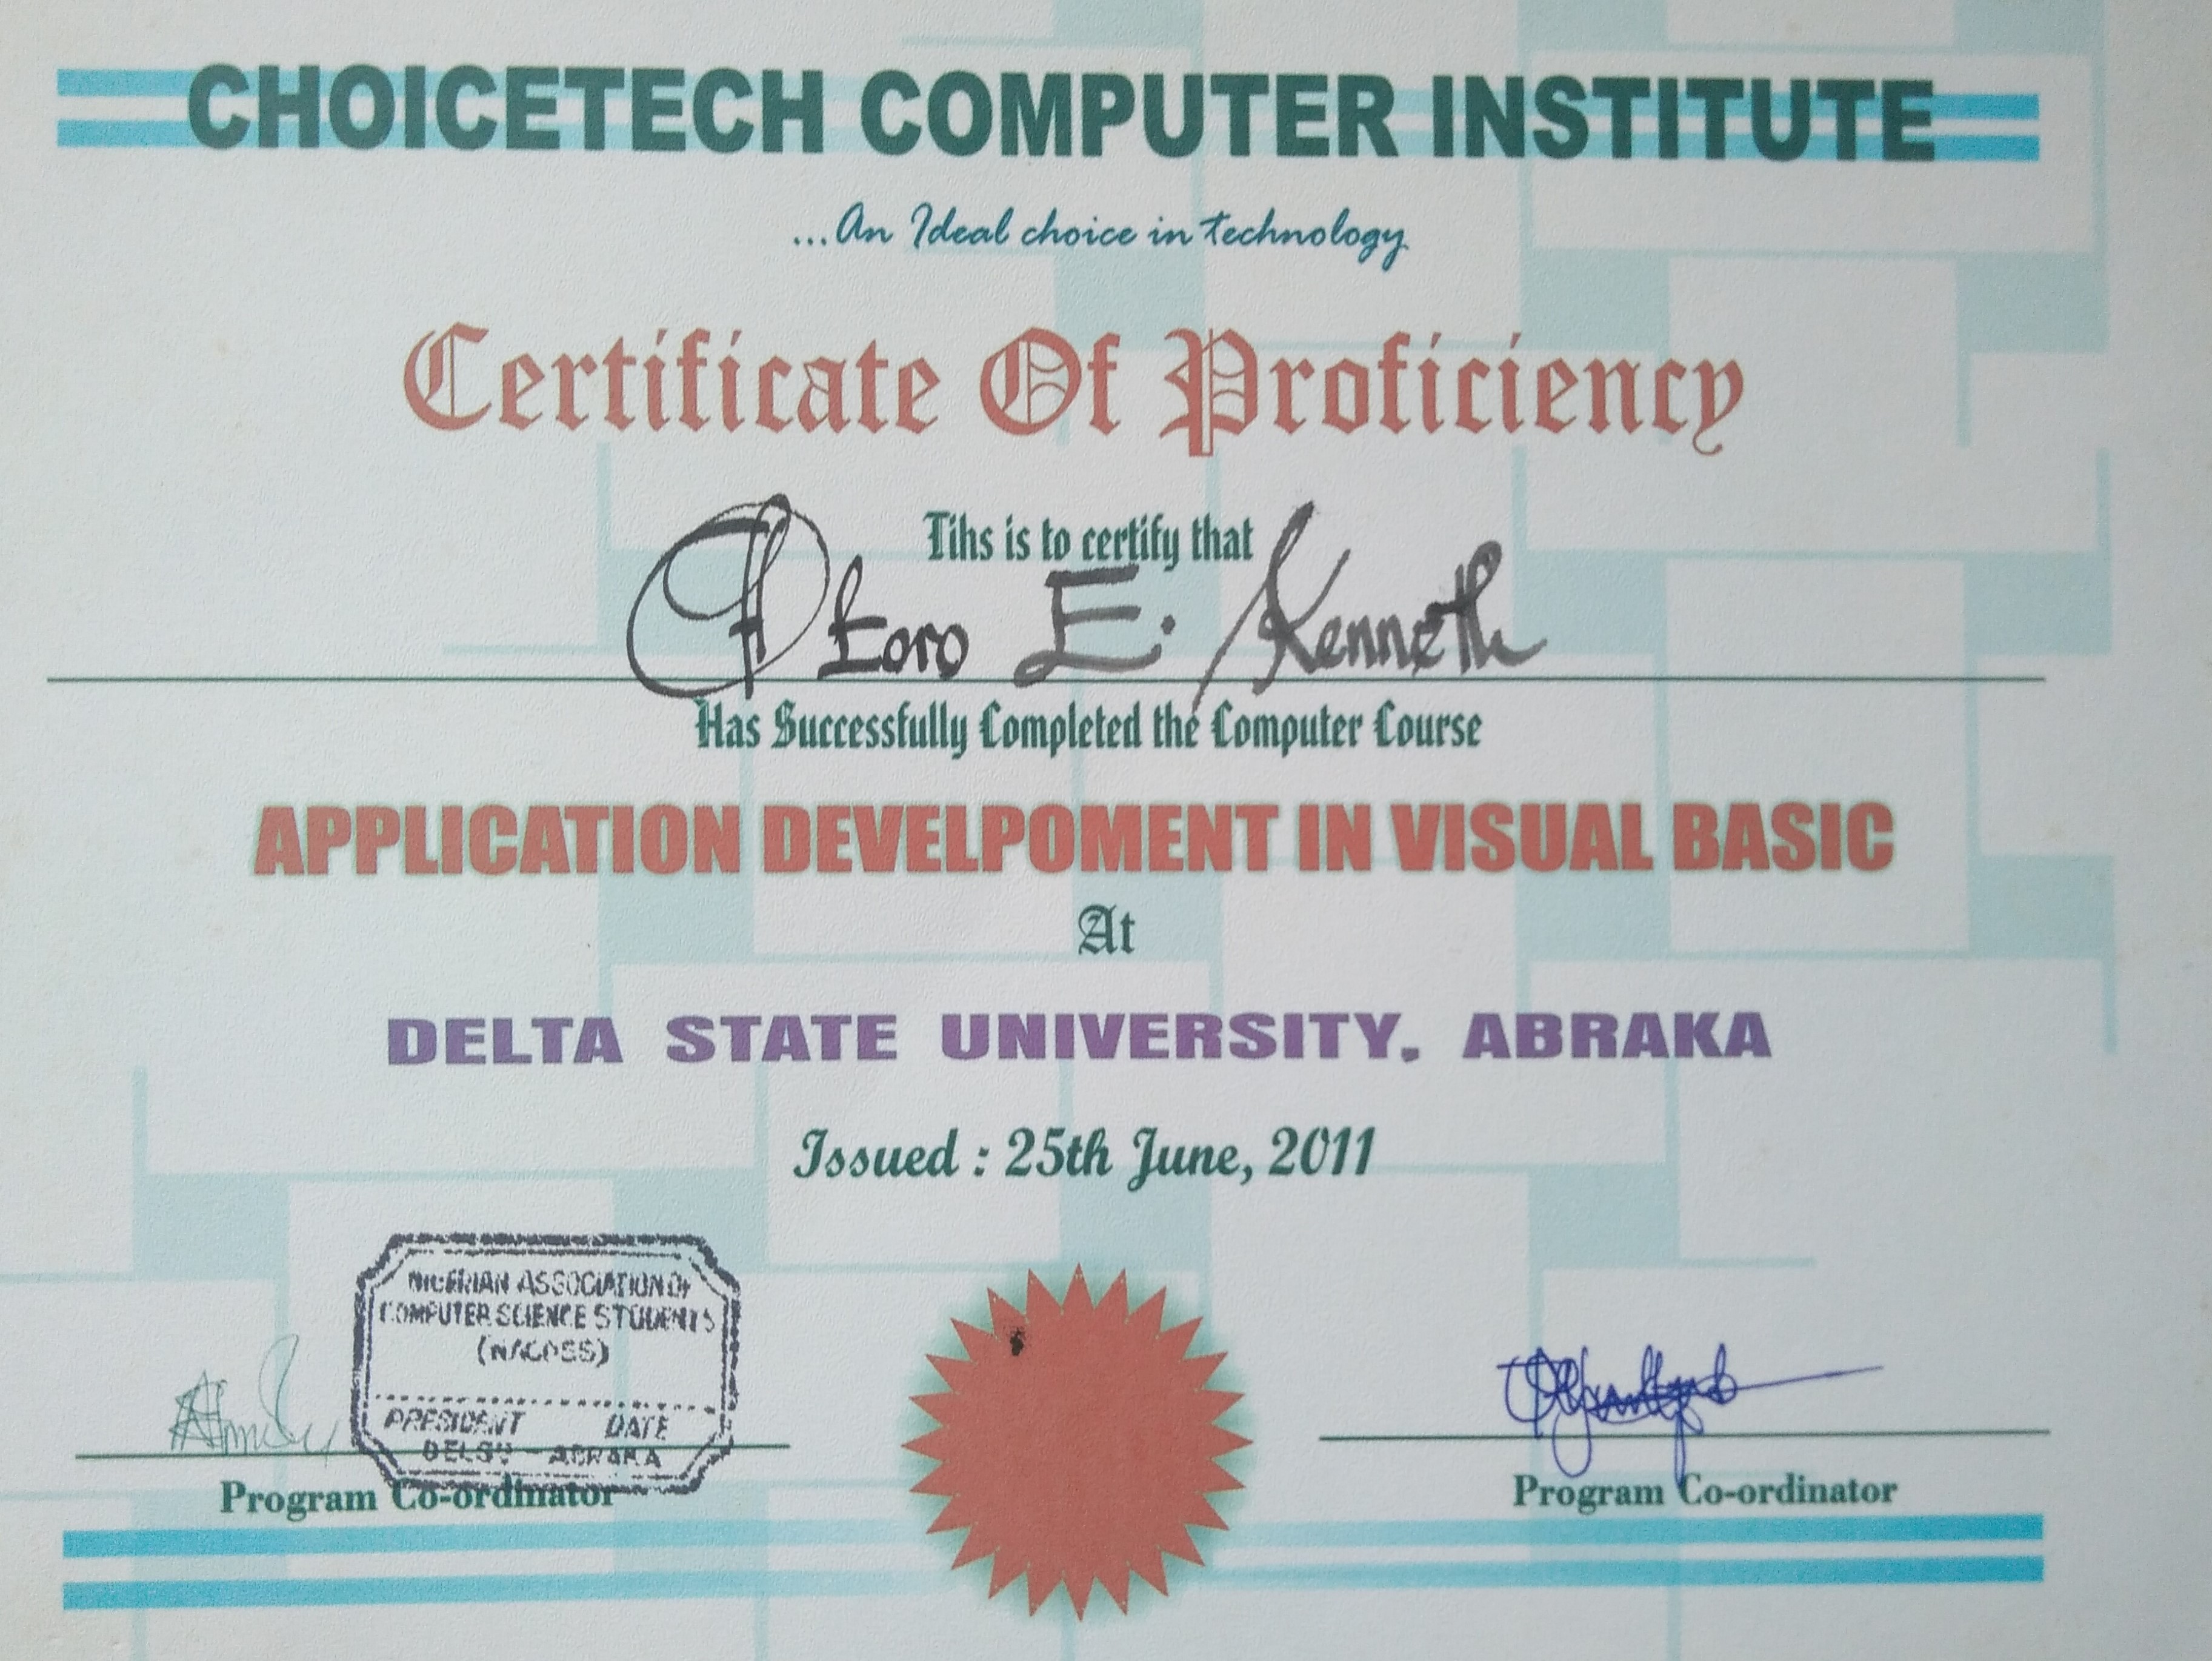 CHOICETECH COMPUTER INSTITUTE
...An Ideal choice in technology
Certificate Of Proficiency
Tihs is to certify that
Otoro E. Kenneth
Has Successfully Completed the Computer Course
APPLICATION DEVELPOMENT IN VISUAL BASIC
At
DELTA STATE UNIVERSITY, ABRAKA
Issued : 25th June, 2011
NIGERIAN ASSOCIATION OF
COMPUTER SCIENCE STUDENTS
(NACOSS)
PRESIDENT DATE
DELSU - ABRAKA
Program Co-ordinator
Program Co-ordinator